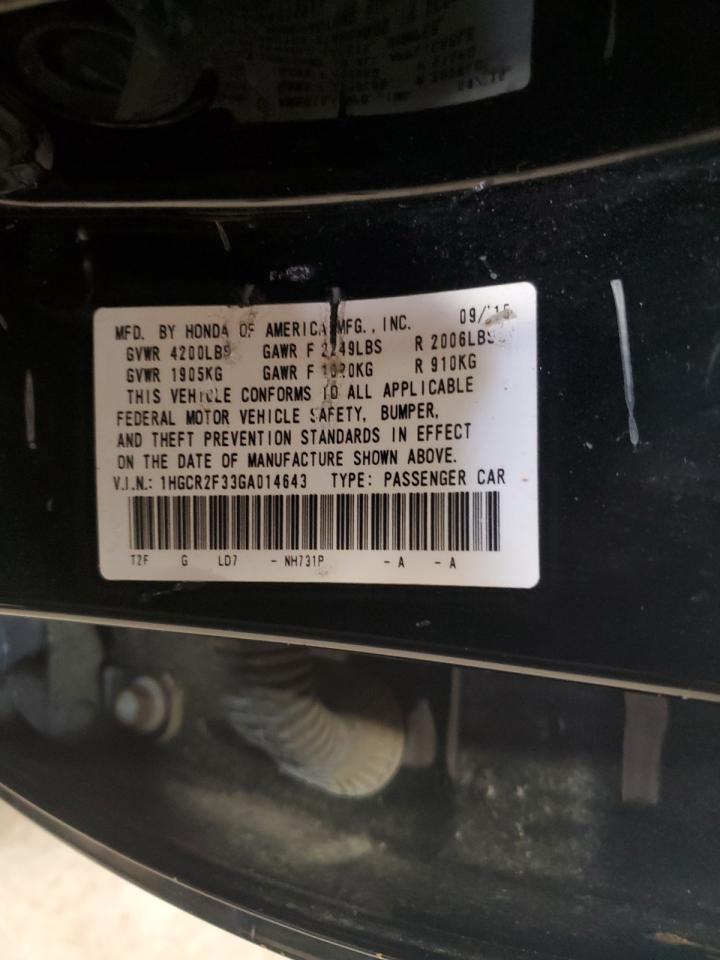 MFD. BY HONDA OF AMERICA MFG., INC. 09/'15
GVWR 4200LBS GAWR F 2249LBS R 2006LBS
GVWR 1905KG GAWR F 1020KG R 910KG
THIS VEHICLE CONFORMS TO ALL APPLICABLE
FEDERAL MOTOR VEHICLE SAFETY, BUMPER,
AND THEFT PREVENTION STANDARDS IN EFFECT
ON THE DATE OF MANUFACTURE SHOWN ABOVE.
V.I.N.: 1HGCR2F33GA014643 TYPE: PASSENGER CAR
T2F G LD7 - NH731P - A - A